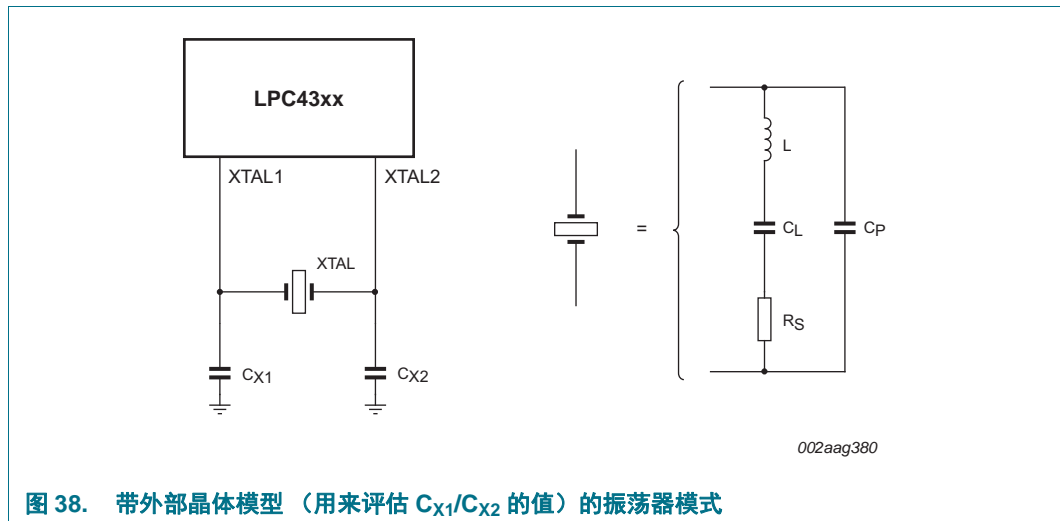 LPC43xx
XTAL1
XTAL2
XTAL
CX1
CX2
=
L
CL
CP
RS
002aag380
图 38. 带外部晶体模型 （用来评估 CX1/CX2 的值）的振荡器模式